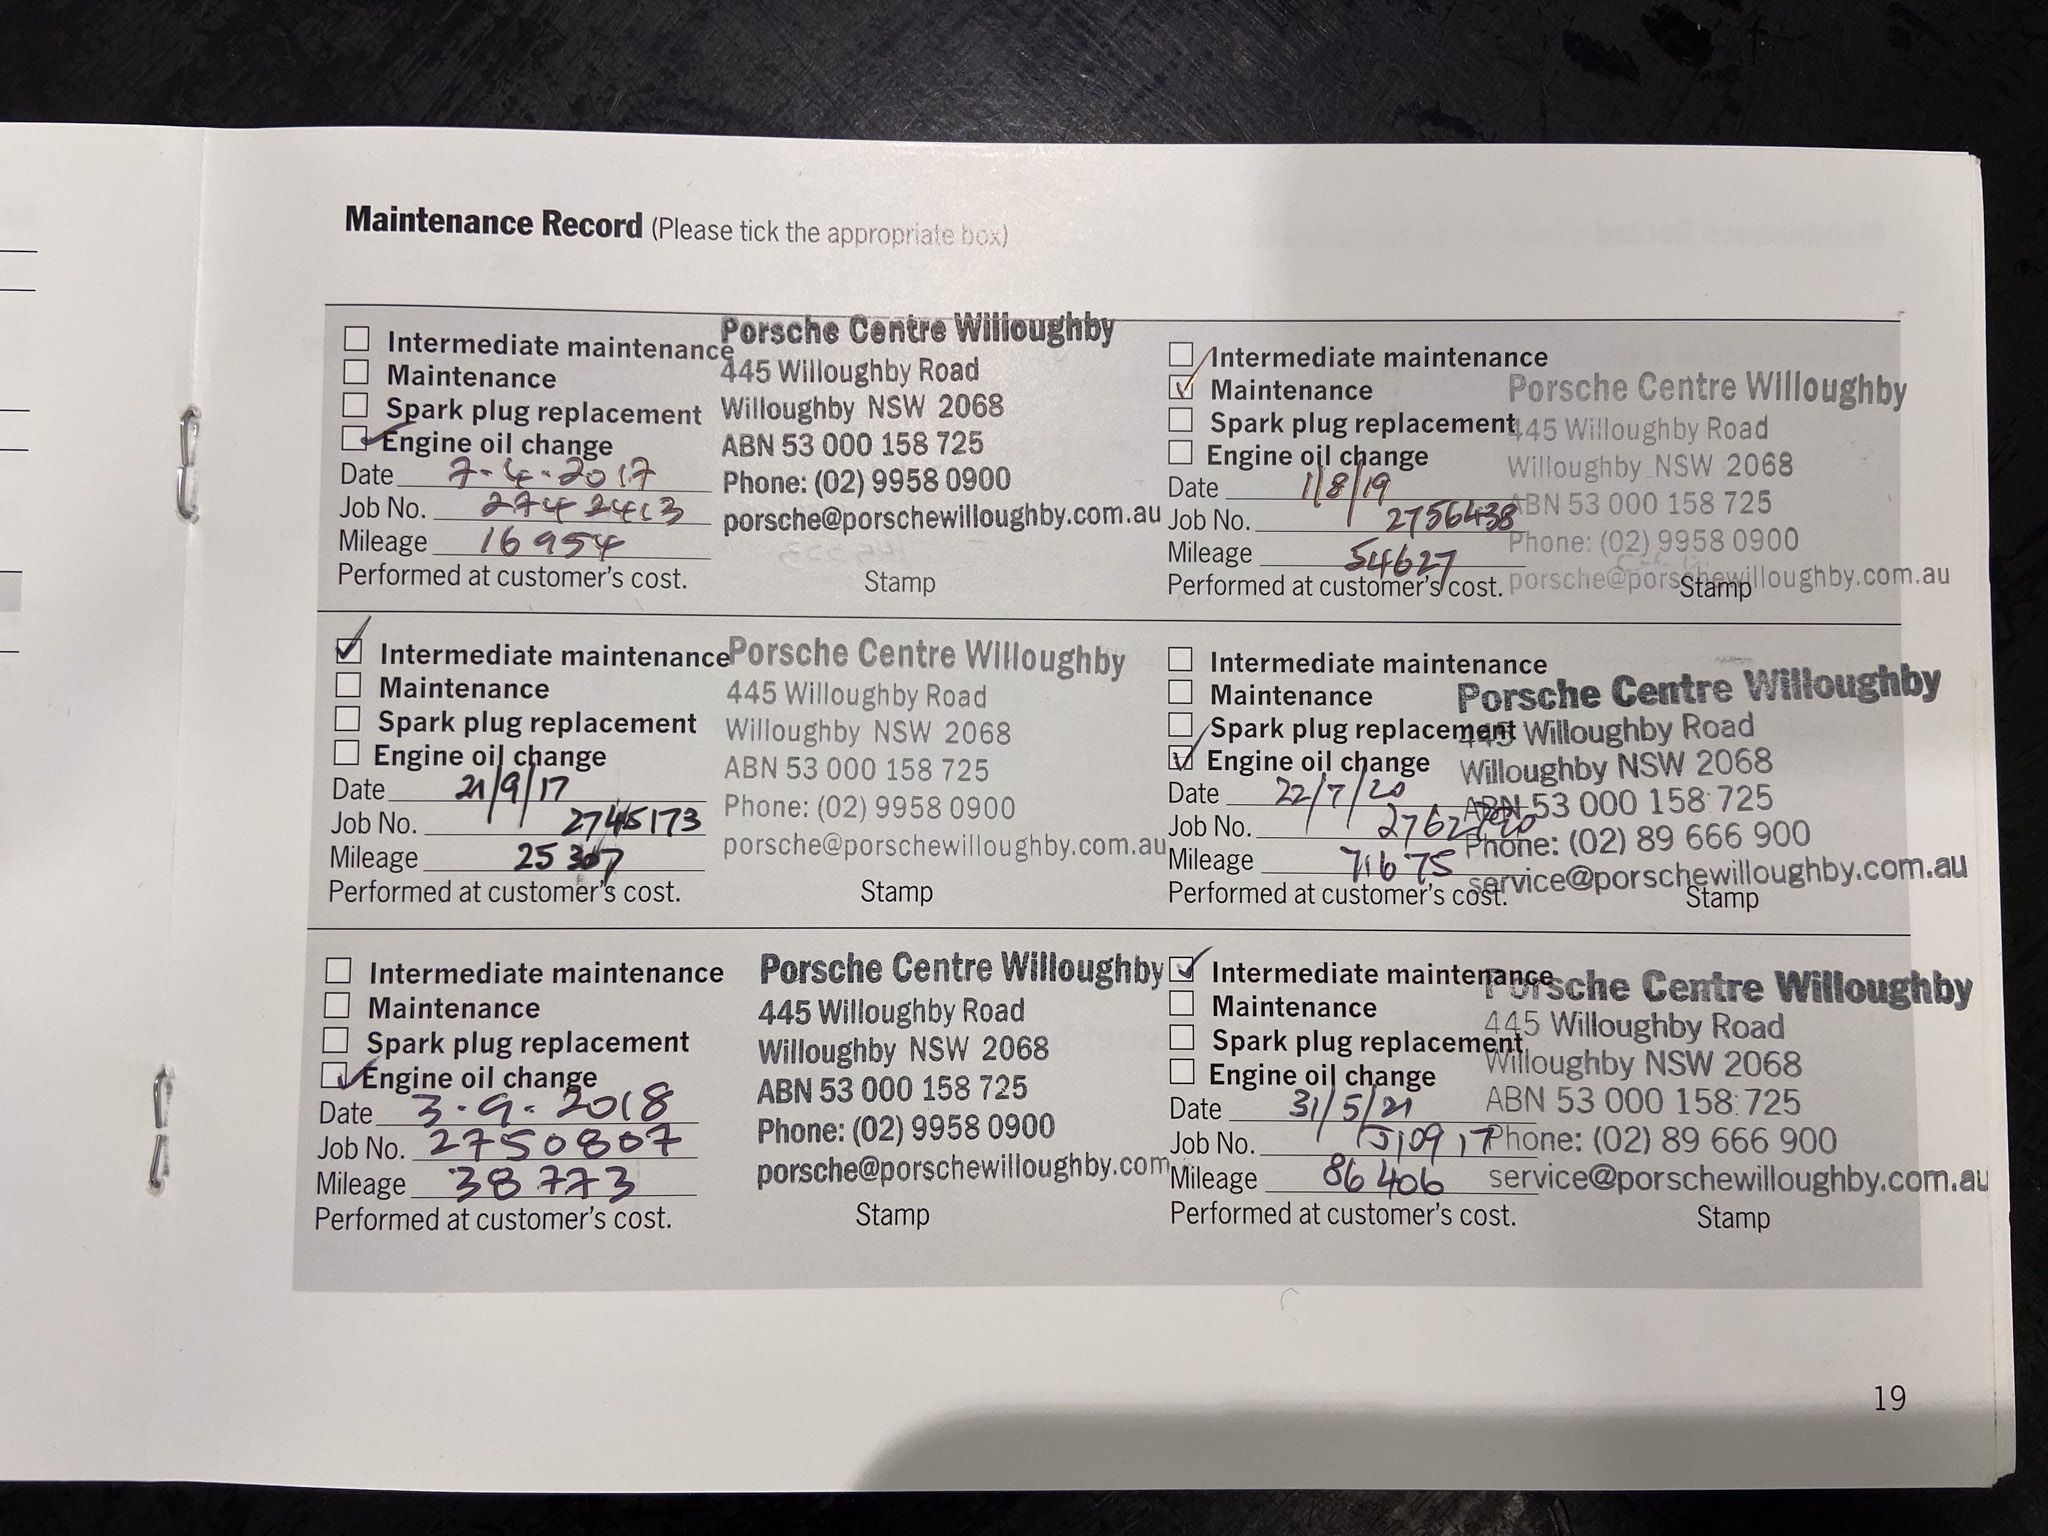 Maintenance Record (Please tick the appropriate box)
Intermediate maintenance
Maintenance
Spark plug replacement
Engine oil change
Date 7-4-2017
Job No. 2742413
Mileage 16954
Performed at customer's cost.
Porsche Centre Willoughby
445 Willoughby Road
Willoughby NSW 2068
ABN 53 000 158 725
Phone: (02) 9958 0900
porsche@porschewilloughby.com.au
Stamp
Intermediate maintenance
Maintenance
Spark plug replacement
Engine oil change
Date 21/9/17
Job No. 2745173
Mileage 25307
Performed at customer's cost.
Porsche Centre Willoughby
445 Willoughby Road
Willoughby NSW 2068
ABN 53 000 158 725
Phone: (02) 9958 0900
porsche@porschewilloughby.com.au
Stamp
Intermediate maintenance
Maintenance
Spark plug replacement
Engine oil change
Date 3-9-2018
Job No. 2750807
Mileage 38773
Performed at customer's cost.
Porsche Centre Willoughby
445 Willoughby Road
Willoughby NSW 2068
ABN 53 000 158 725
Phone: (02) 9958 0900
porsche@porschewilloughby.com
Stamp
Intermediate maintenance
Maintenance
Spark plug replacement
Engine oil change
Date 1/8/19
Job No. 2756438
Mileage 54627
Performed at customer's cost.
Porsche Centre Willoughby
445 Willoughby Road
Willoughby NSW 2068
ABN 53 000 158 725
Phone: (02) 9958 0900
porsche@porschewilloughby.com.au
Stamp
Intermediate maintenance
Maintenance
Spark plug replacement
Engine oil change
Date 22/7/20
Job No.
Mileage 71675
Performed at customer's cost.
Porsche Centre Willoughby
445 Willoughby Road
Willoughby NSW 2068
ABN 53 000 158 725
Phone: (02) 89 666 900
service@porschewilloughby.com.au
Stamp
Intermediate maintenance
Maintenance
Spark plug replacement
Engine oil change
Date 31/5/21
Job No.
Mileage 86406
Performed at customer's cost.
Porsche Centre Willoughby
445 Willoughby Road
Willoughby NSW 2068
ABN 53 000 158 725
Phone: (02) 89 666 900
service@porschewilloughby.com.au
Stamp
19